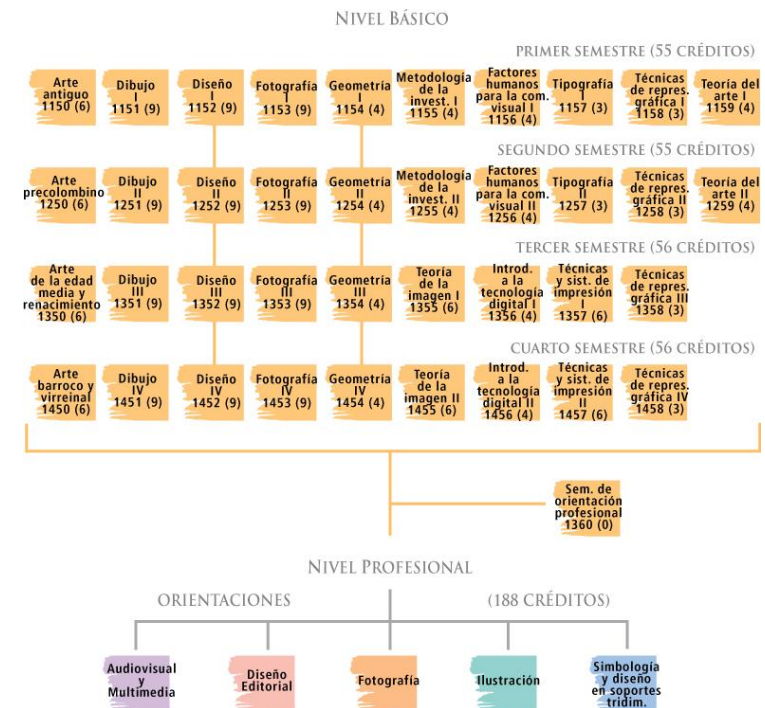 NIVEL BÁSICO
PRIMER SEMESTRE (55 CRÉDITOS)
Arte
antiguo
1150 (6)
Dibujo
I
1151 (9)
Diseño
I
1152 (9)
Fotografía
I
1153 (9)
Geometría
I
1154 (4)
Metodología
de la
invest. I
1155 (4)
Factores
humanos
para la com.
visual I
1156 (4)
Tipografía
I
1157 (3)
Técnicas
de repres.
gráfica I
1158 (3)
Teoría del
arte I
1159 (4)
SEGUNDO SEMESTRE (55 CRÉDITOS)
Arte
precolombino
1250 (6)
Dibujo
II
1251 (9)
Diseño
II
1252 (9)
Fotografía
II
1253 (9)
Geometría
II
1254 (4)
Metodología
de la
invest. II
1255 (4)
Factores
humanos
para la com.
visual II
1256 (4)
Tipografía
II
1257 (3)
Técnicas
de repres.
gráfica II
1258 (3)
Teoría del
arte II
1259 (4)
TERCER SEMESTRE (56 CRÉDITOS)
Arte
de la edad
media y
renacimiento
1350 (6)
Dibujo
III
1351 (9)
Diseño
III
1352 (9)
Fotografía
III
1353 (9)
Geometría
III
1354 (4)
Teoría
de la
imagen I
1355 (6)
Introd.
a la
tecnología
digital I
1356 (4)
Técnicas
y sist. de
impresión
I
1357 (6)
Técnicas
de repres.
gráfica III
1358 (3)
CUARTO SEMESTRE (56 CRÉDITOS)
Arte
barroco y
virreinal
1450 (6)
Dibujo
IV
1451 (9)
Diseño
IV
1452 (9)
Fotografía
IV
1453 (9)
Geometría
IV
1454 (4)
Teoría
de la
imagen II
1455 (6)
Introd.
a la
tecnología
digital II
1456 (4)
Técnicas
y sist. de
impresión
II
1457 (6)
Técnicas
de repres.
gráfica IV
1458 (3)
Sem. de
orientación
profesional
1360 (0)
NIVEL PROFESIONAL
ORIENTACIONES (188 CRÉDITOS)
Audiovisual
y
Multimedia
Diseño
Editorial
Fotografía
Ilustración
Simbología
y diseño
en soportes
tridim.